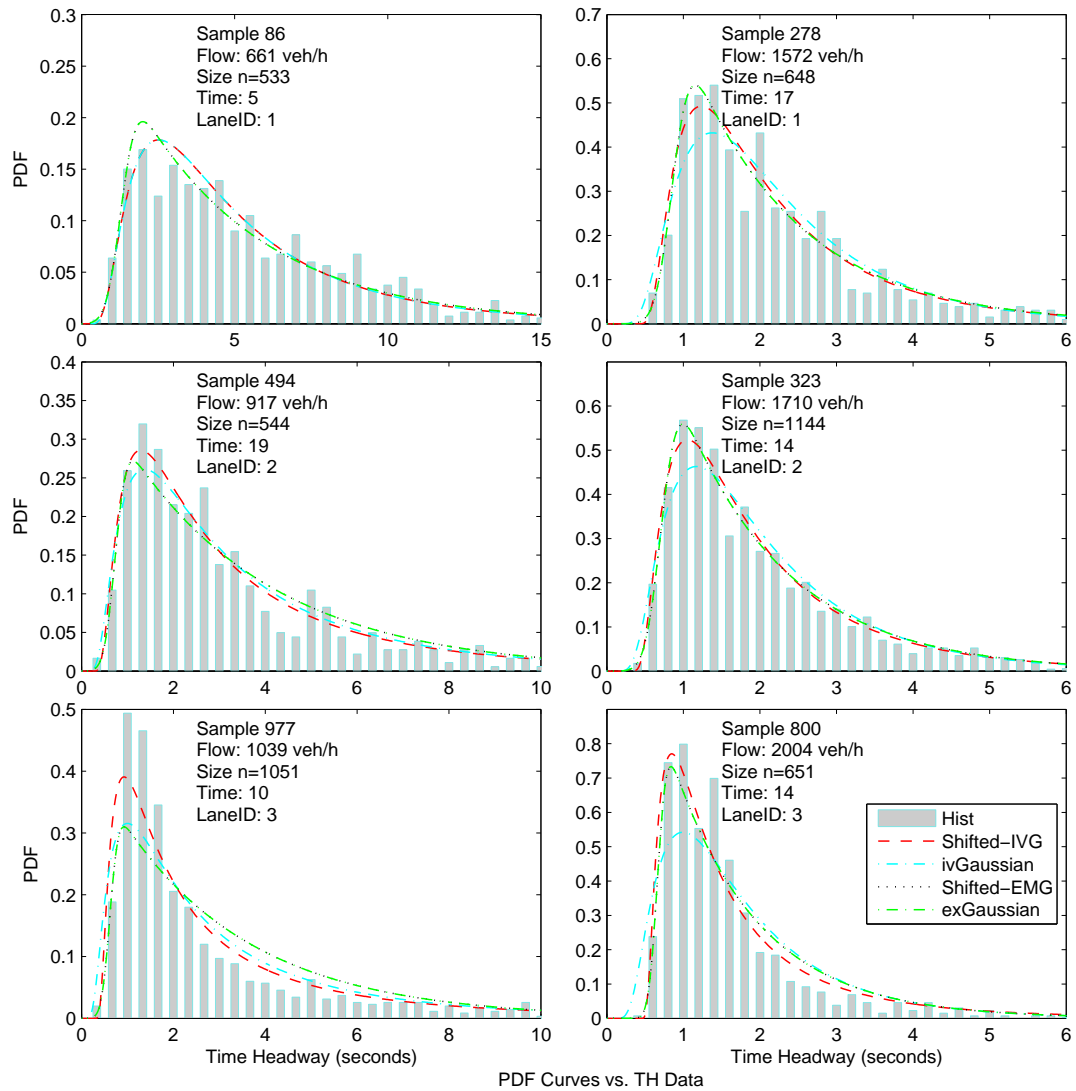 0.3
0.25
0.2
0.15
0.1
0.05
0
PDF
5
10
15
Sample 86
Flow: 661 veh/h
Size n=533
Time: 5
LaneID: 1
0.7
0.6
0.5
0.4
0.3
0.2
0.1
0
0
1
2
3
4
5
6
Sample 278
Flow: 1572 veh/h
Size n=648
Time: 17
LaneID: 1
0.4
0.35
0.3
0.25
0.2
0.15
0.1
0.05
0
PDF
0
2
4
6
8
10
Sample 494
Flow: 917 veh/h
Size n=544
Time: 19
LaneID: 2
0.6
0.5
0.4
0.3
0.2
0.1
0
0
1
2
3
4
5
6
Sample 323
Flow: 1710 veh/h
Size n=1144
Time: 14
LaneID: 2
0.5
0.4
0.3
0.2
0.1
0
PDF
0
2
4
6
8
10
Time Headway (seconds)
Sample 977
Flow: 1039 veh/h
Size n=1051
Time: 10
LaneID: 3
0.8
0.7
0.6
0.5
0.4
0.3
0.2
0.1
0
0
1
2
3
4
5
6
Time Headway (seconds)
Sample 800
Flow: 2004 veh/h
Size n=651
Time: 14
LaneID: 3
Hist
Shifted−IVG
ivGaussian
Shifted−EMG
exGaussian
PDF Curves vs. TH Data